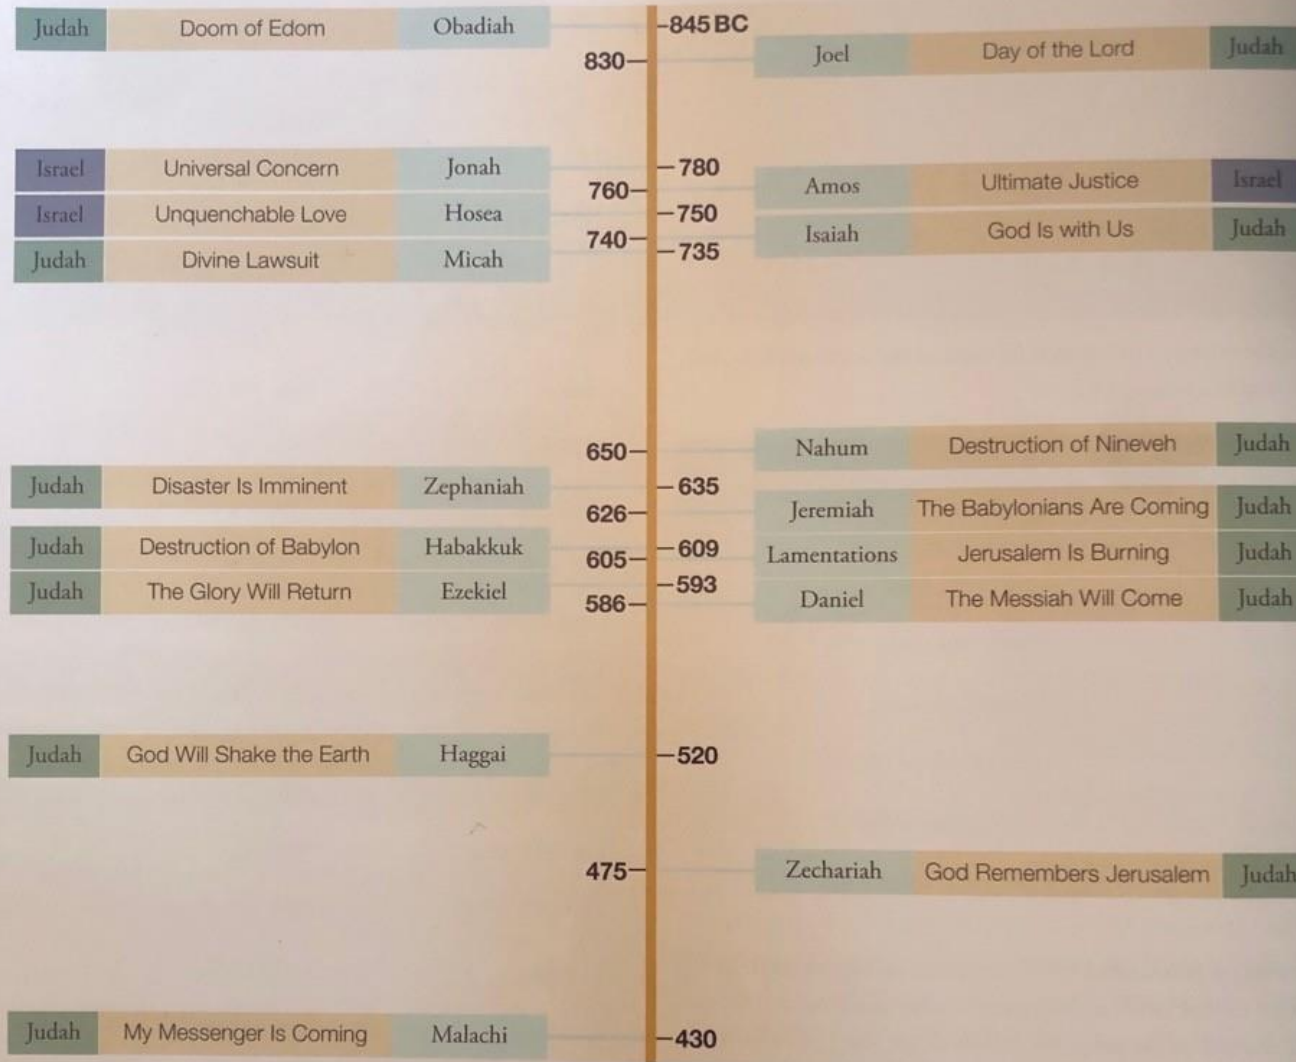 Judah Doom of Edom Obadiah 845 BC
830 Joel Day of the Lord Judah
Israel Universal Concern Jonah 780
760 Amos Ultimate Justice Israel
Israel Unquenchable Love Hosea 750
740 Isaiah God Is with Us Judah
Judah Divine Lawsuit Micah 735
650 Nahum Destruction of Nineveh Judah
Judah Disaster Is Imminent Zephaniah 635
626 Jeremiah The Babylonians Are Coming Judah
Judah Destruction of Babylon Habakkuk 609
605 Lamentations Jerusalem Is Burning Judah
Judah The Glory Will Return Ezekiel 593
586 Daniel The Messiah Will Come Judah
Judah God Will Shake the Earth Haggai 520
475 Zechariah God Remembers Jerusalem Judah
Judah My Messenger Is Coming Malachi 430